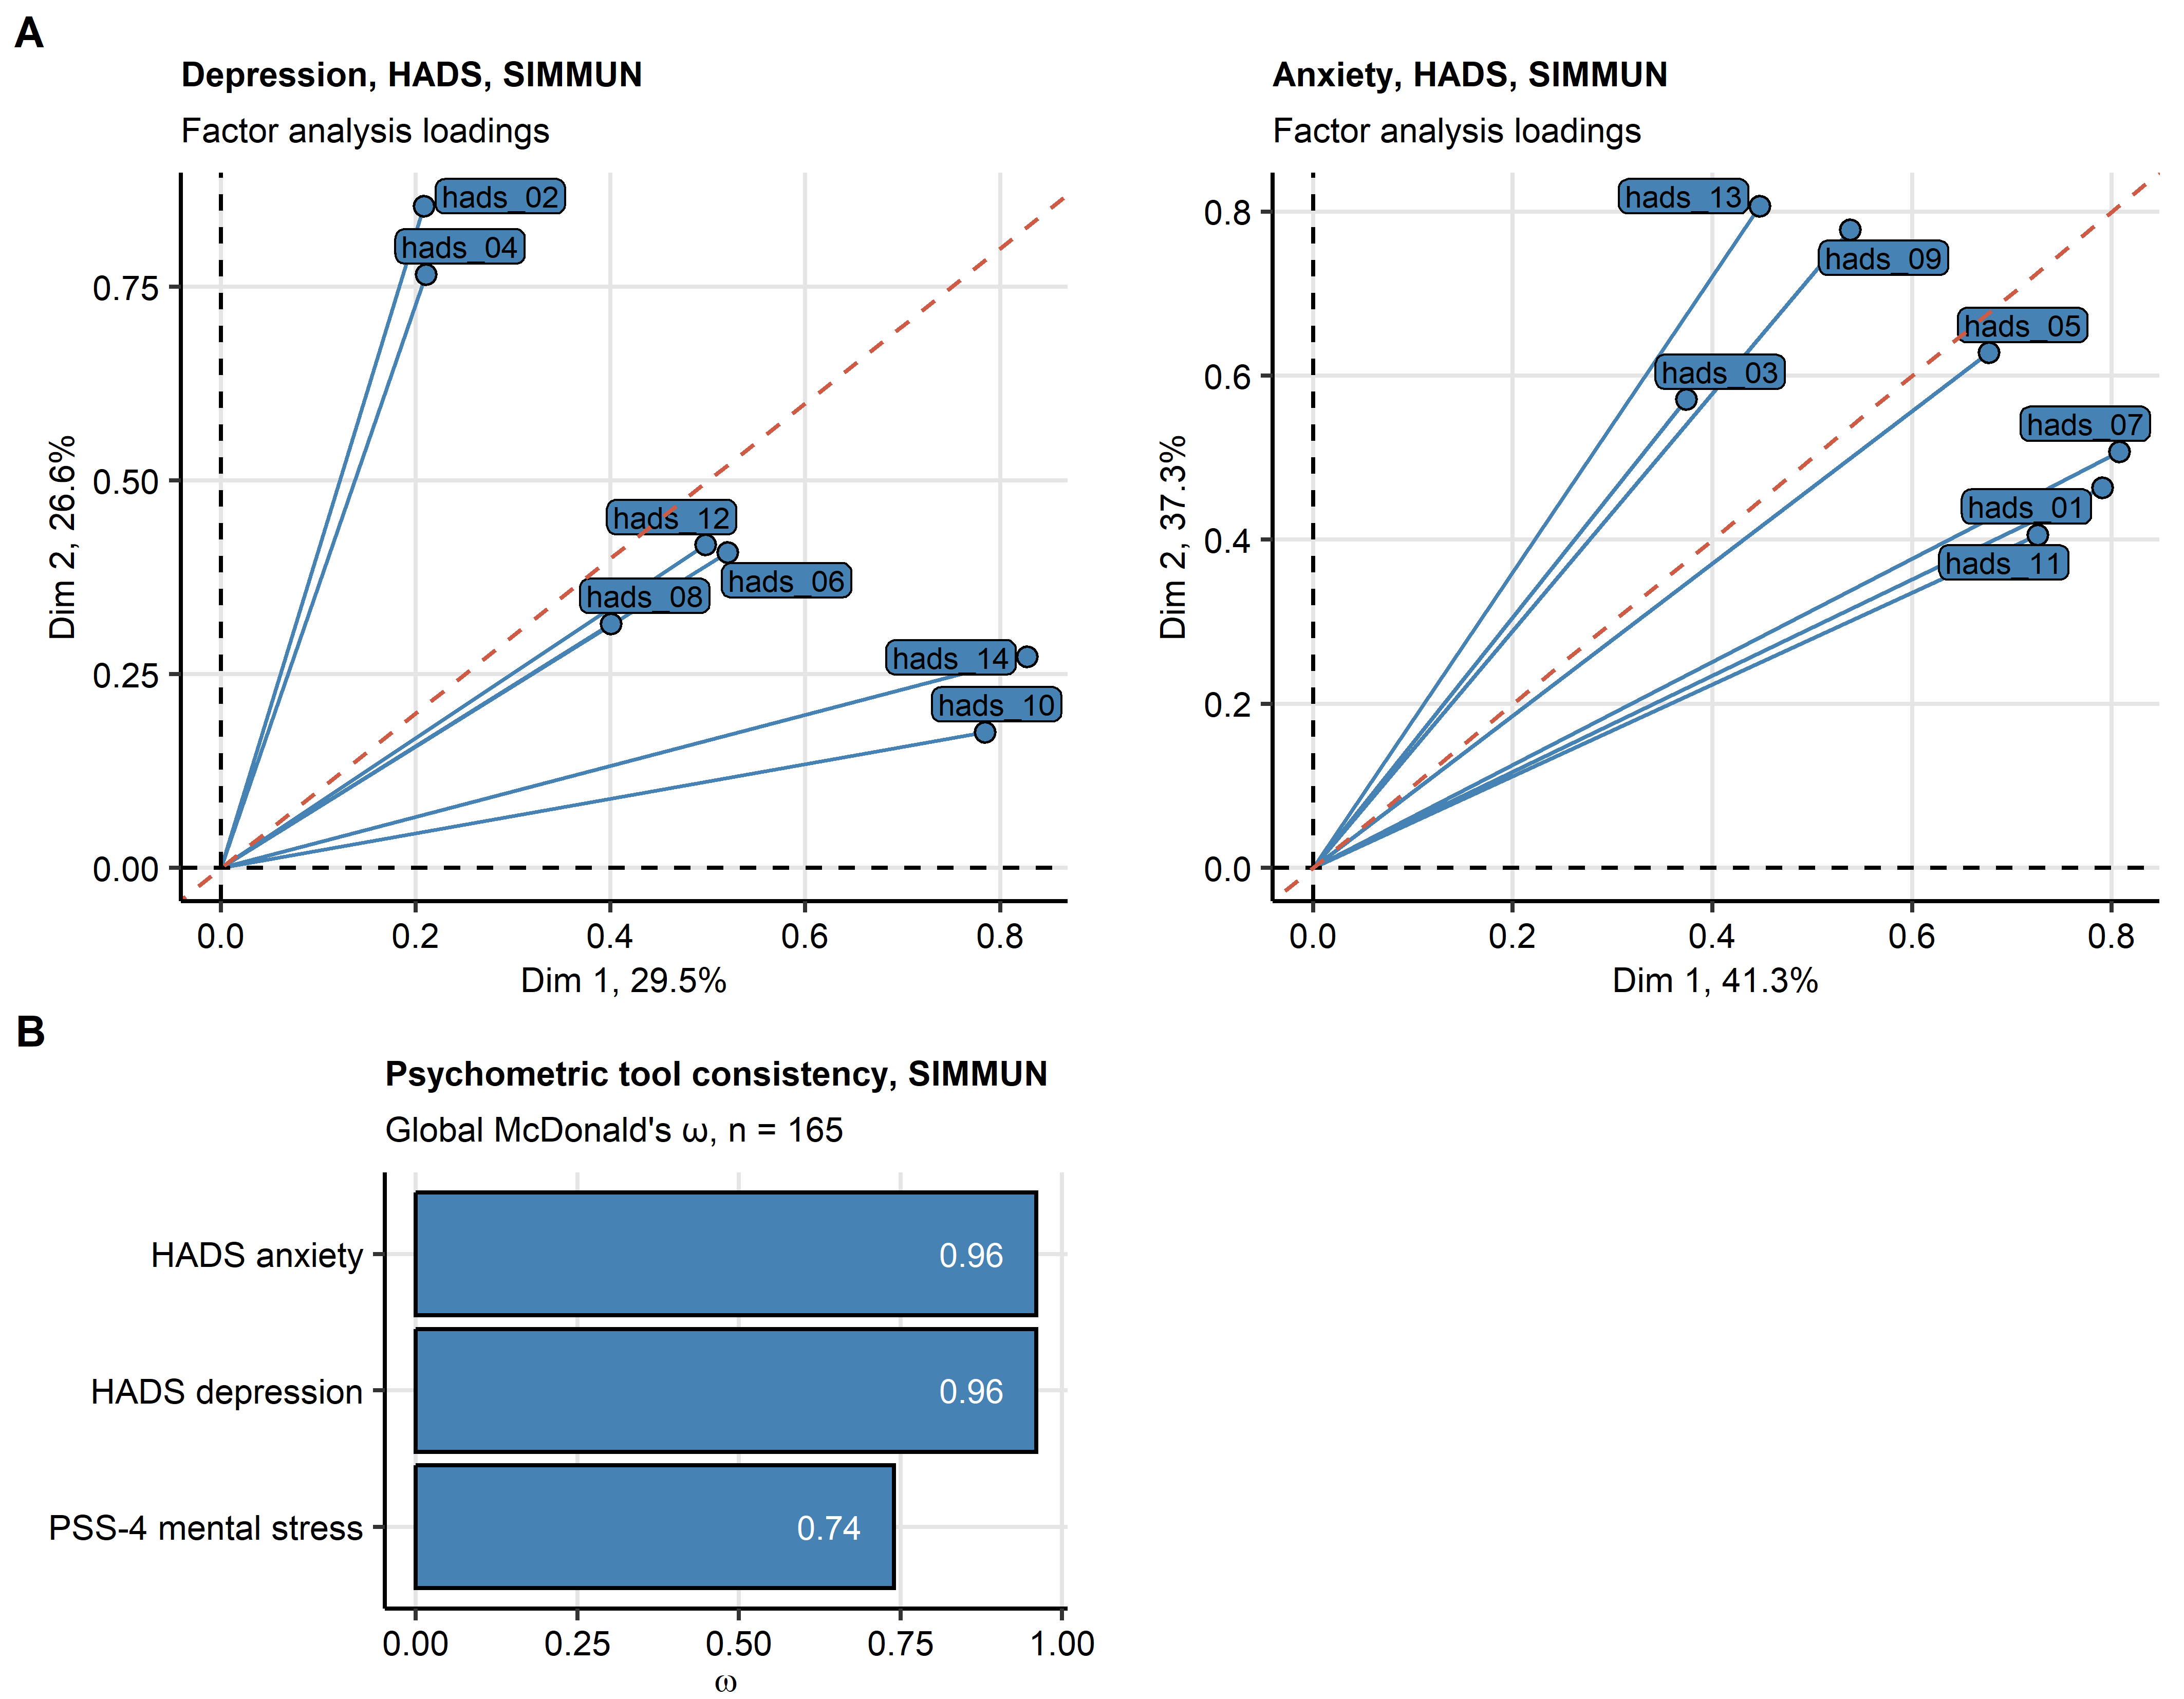 A
Depression, HADS, SIMMUN
Factor analysis loadings
hads_02
hads_04
hads_12
hads_06
hads_08
hads_14
hads_10
0.75
0.50
0.25
0.00
Dim 2, 26.6%
0.0 0.2 0.4 0.6 0.8
Dim 1, 29.5%
Anxiety, HADS, SIMMUN
Factor analysis loadings
hads_13
hads_09
hads_05
hads_03
hads_07
hads_01
hads_11
0.8
0.6
0.4
0.2
0.0
Dim 2, 37.3%
0.0 0.2 0.4 0.6 0.8
Dim 1, 41.3%
B
Psychometric tool consistency, SIMMUN
Global McDonald's ω, n = 165
HADS anxiety 0.96
HADS depression 0.96
PSS-4 mental stress 0.74
0.00 0.25 0.50 0.75 1.00
ω